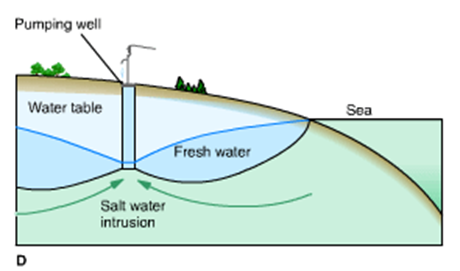 Pumping well
Sea
Water table
Fresh water
Salt water
intrusion
D